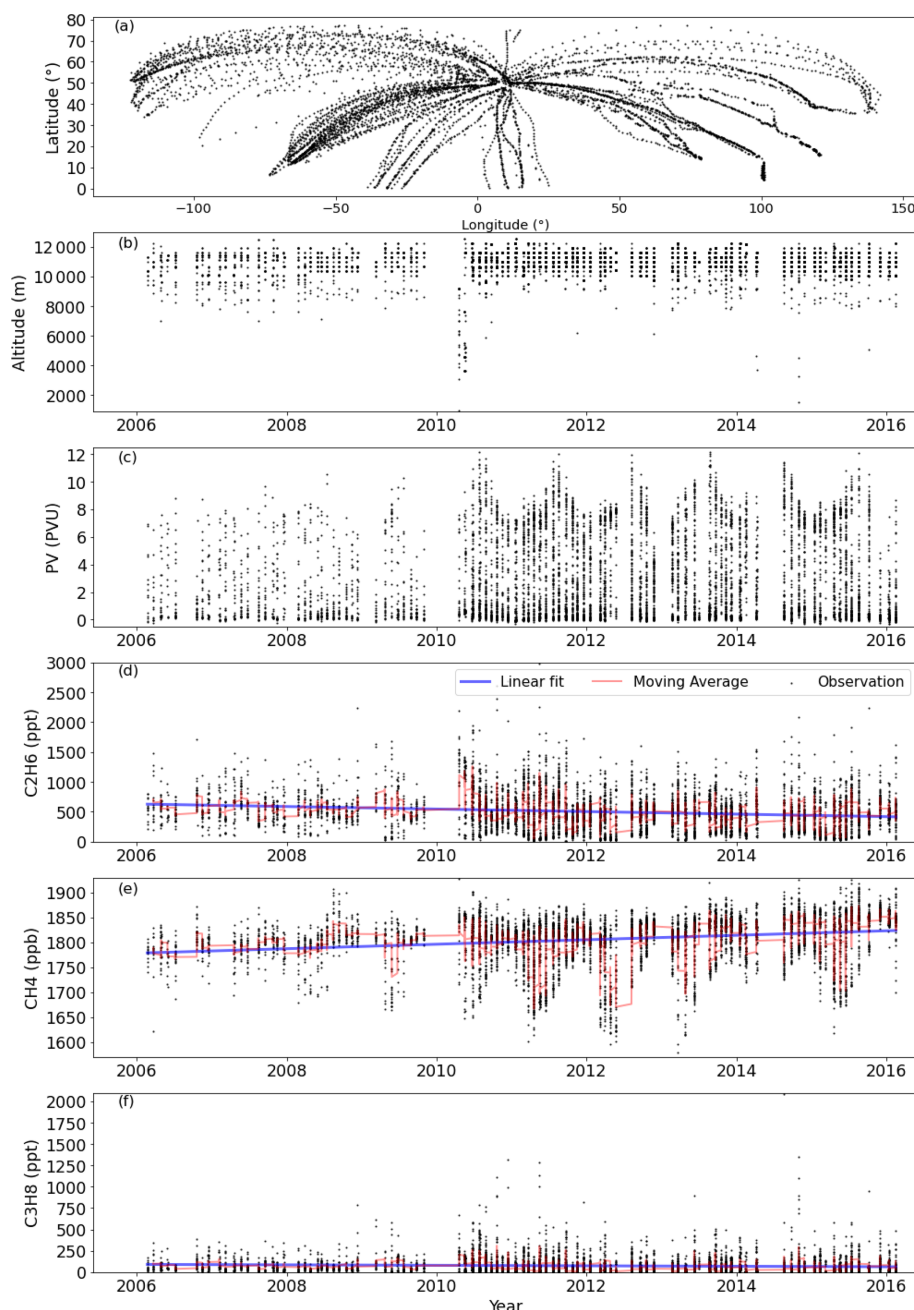 (a)
Latitude (°)
80
70
60
50
40
30
20
10
0
−100 −50 0 50 100 150
Longitude (°)
(b)
Altitude (m)
12 000
10 000
8000
6000
4000
2000
2006 2008 2010 2012 2014 2016
(c)
PV (PVU)
12
10
8
6
4
2
0
2006 2008 2010 2012 2014 2016
(d)
Linear fit Moving Average Observation
C2H6 (ppt)
3000
2500
2000
1500
1000
500
0
2006 2008 2010 2012 2014 2016
(e)
CH4 (ppb)
1900
1850
1800
1750
1700
1650
1600
2006 2008 2010 2012 2014 2016
(f)
C3H8 (ppt)
2000
1750
1500
1250
1000
750
500
250
0
2006 2008 2010 2012 2014 2016
Year